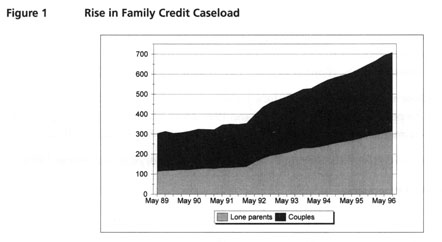 Figure 1 Rise in Family Credit Caseload
700
600
500
400
300
200
100
0
May 89 May 90 May 91 May 92 May 93 May 94 May 95 May 96
Lone parents Couples